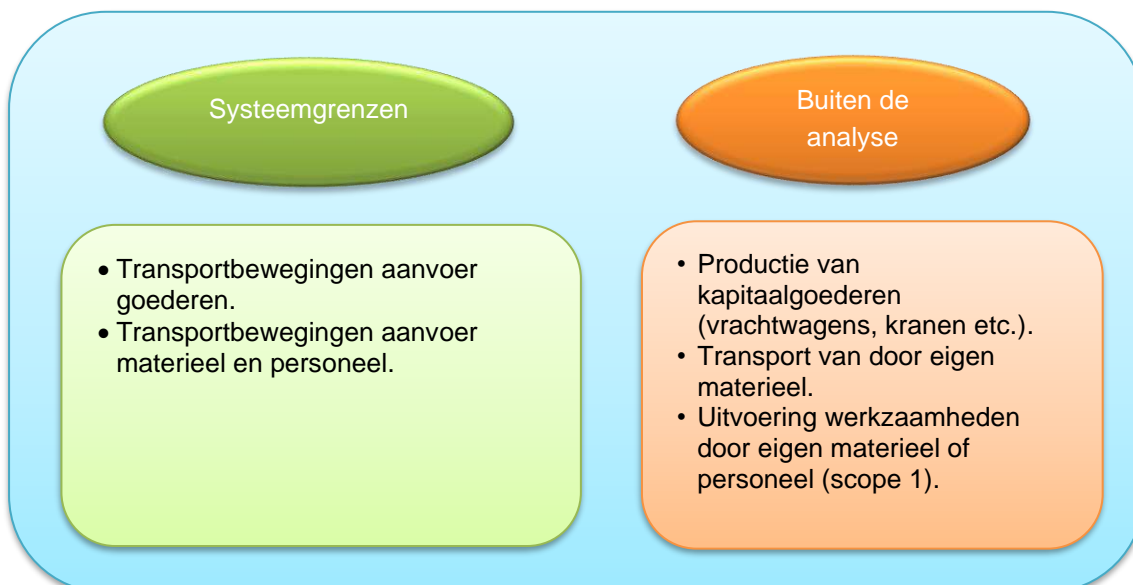 Systeemgrenzen
Buiten de
analyse
• Transportbewegingen aanvoer
goederen.
• Transportbewegingen aanvoer
materieel en personeel.
• Productie van
kapitaalgoederen
(vrachtwagens, kranen etc.).
• Transport van door eigen
materieel.
• Uitvoering werkzaamheden
door eigen materieel of
personeel (scope 1).